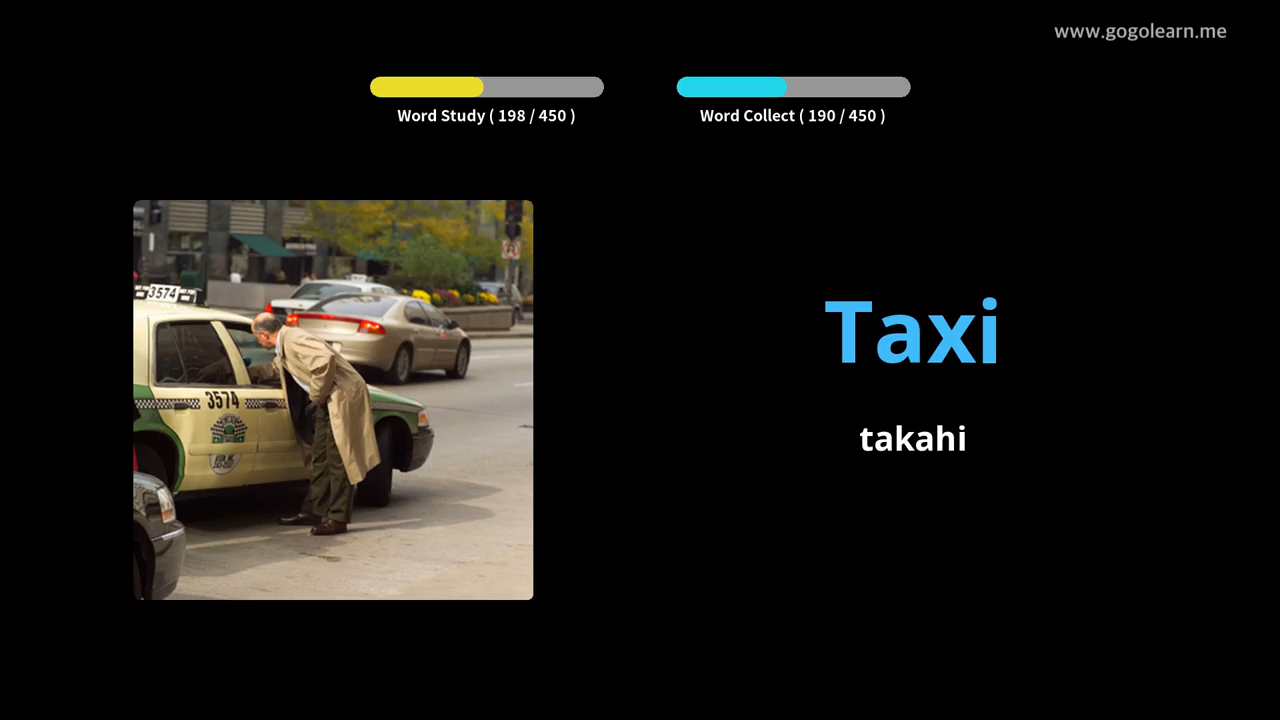 www.gogolearn.me
Word Study ( 198 / 450 )
Word Collect ( 190 / 450 )
3574
3574
Taxi
takahi